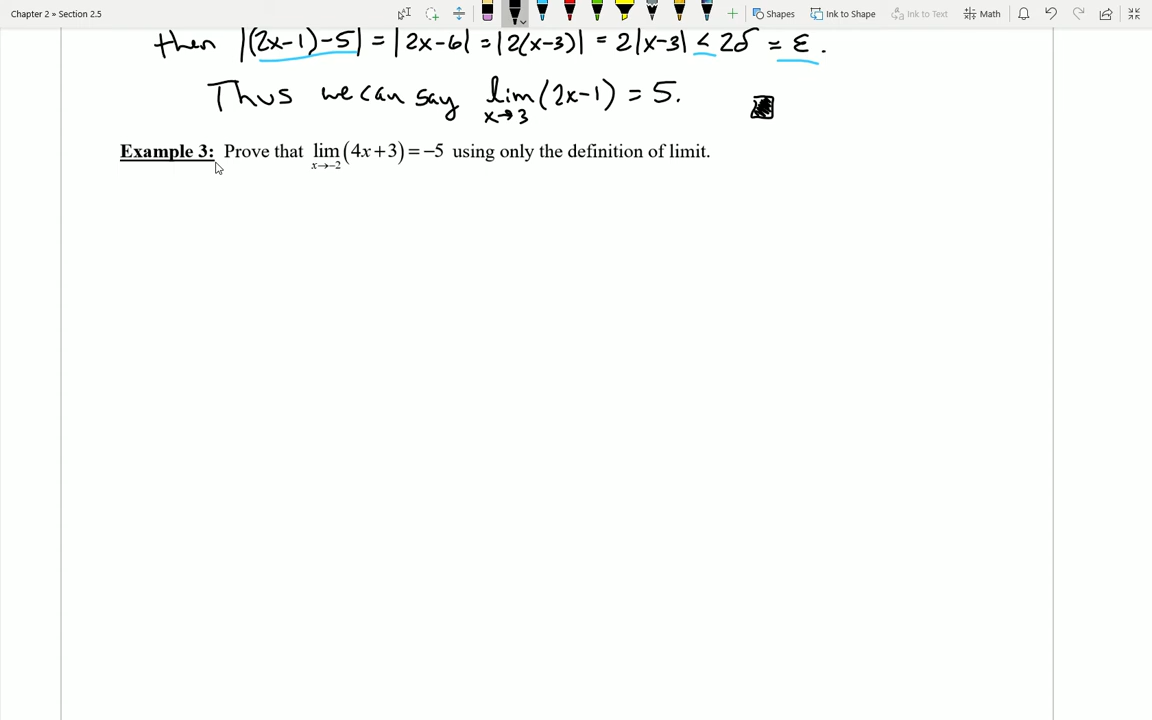 Chapter 2 » Section 2.5
Shapes Ink to Shape Ink to Text Math
then |(2x-1)-5| = |2x-6| = |2(x-3)| = 2|x-3| < 2δ = ε.
Thus we can say lim (2x-1) = 5.
x→3
Example 3: Prove that lim (4x+3) = -5 using only the definition of limit.
x→-2